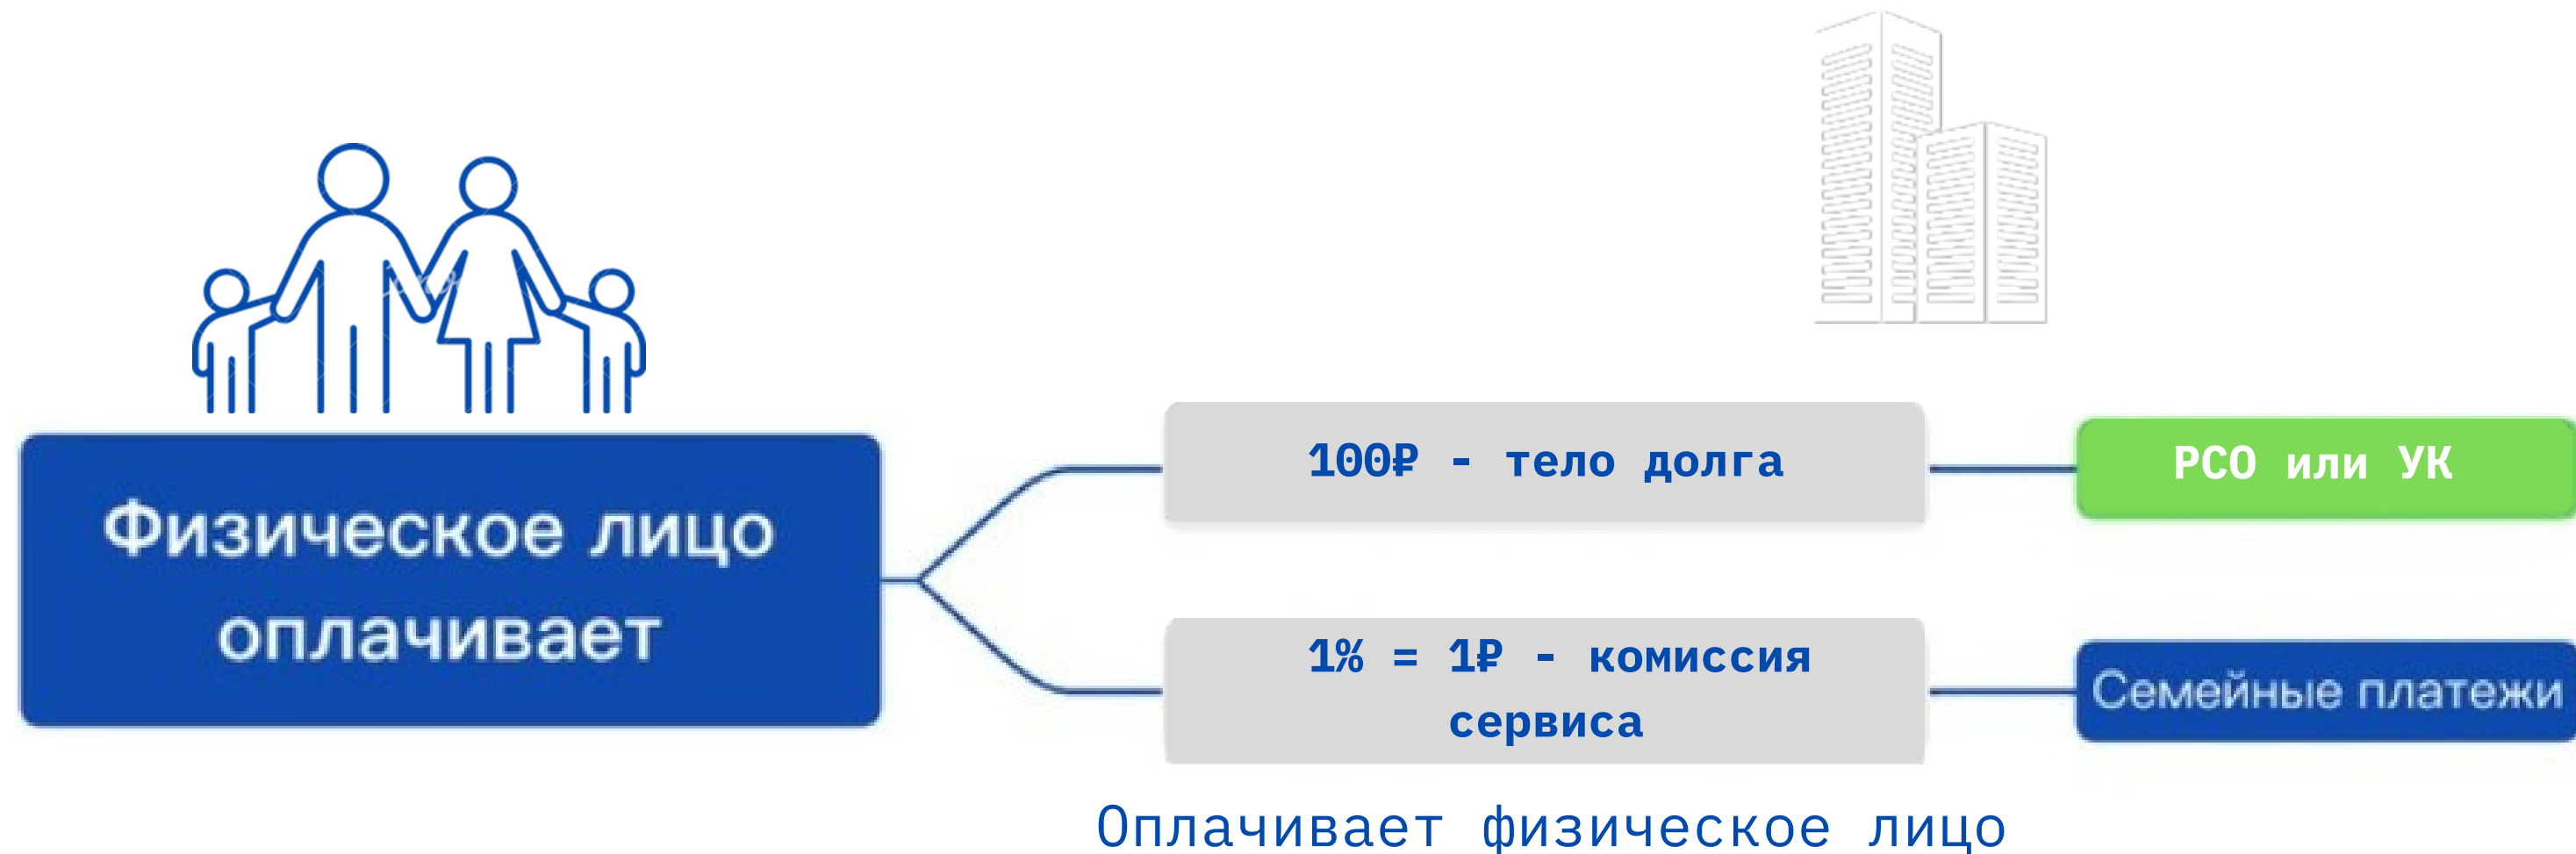 Физическое лицо
оплачивает
100₽ - тело долга
РСО или УК
1% = 1₽ - комиссия
сервиса
Семейные платежи
Оплачивает физическое лицо